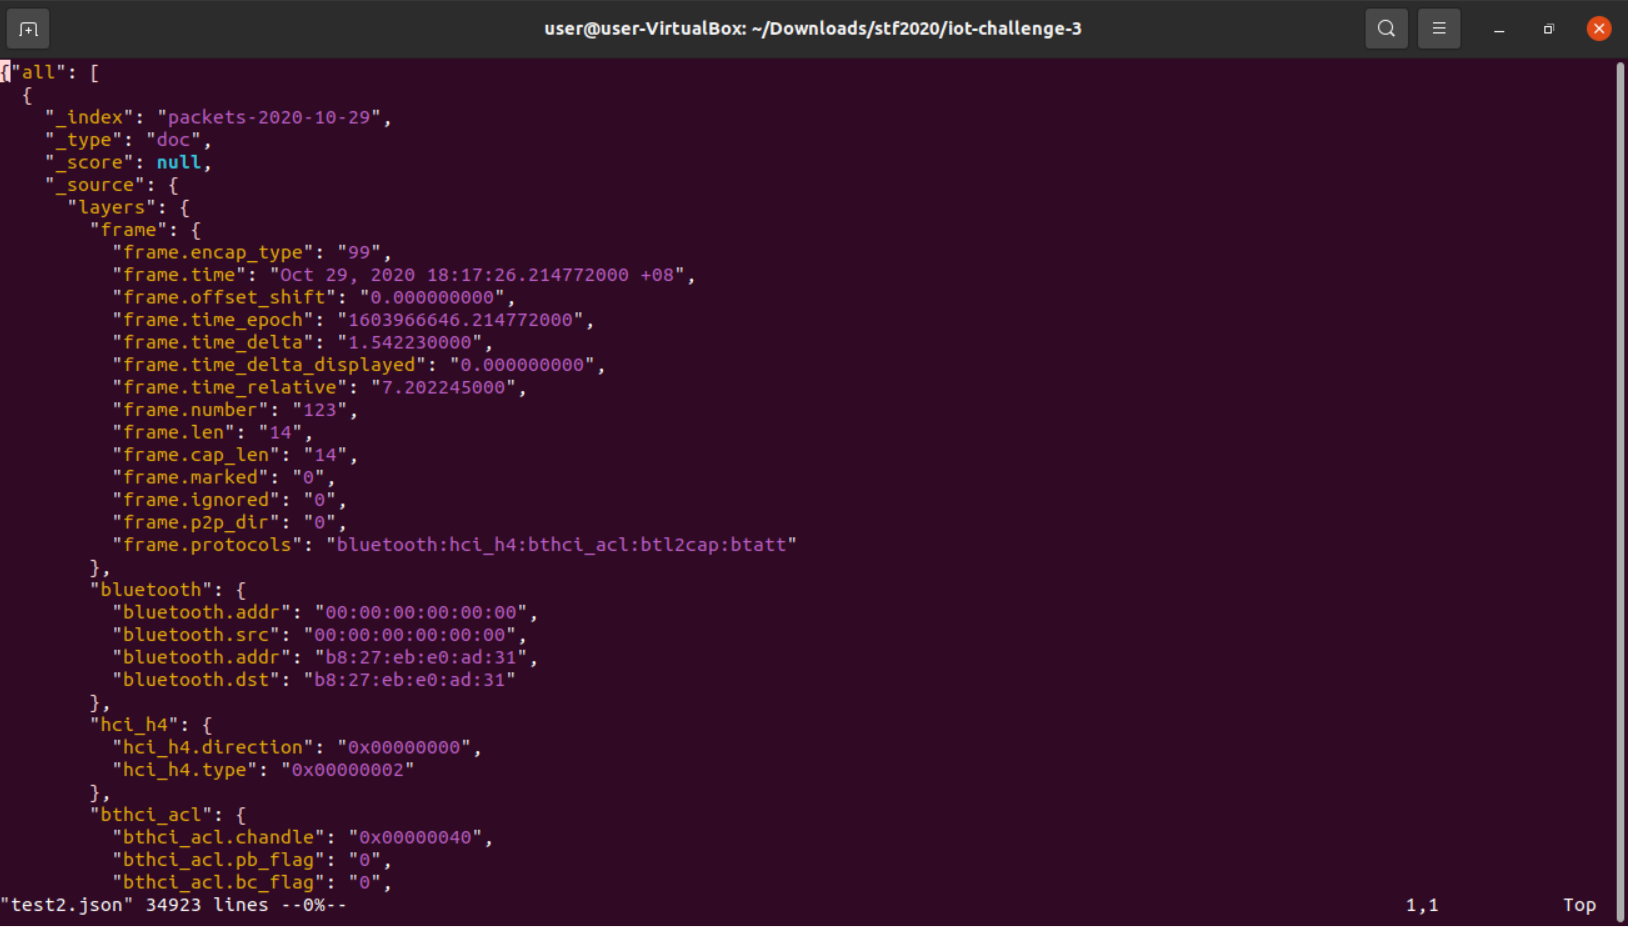 user@user-VirtualBox: ~/Downloads/stf2020/iot-challenge-3
{"all": [
  {
    "_index": "packets-2020-10-29",
    "_type": "doc",
    "_score": null,
    "_source": {
      "layers": {
        "frame": {
          "frame.encap_type": "99",
          "frame.time": "Oct 29, 2020 18:17:26.214772000 +08",
          "frame.offset_shift": "0.000000000",
          "frame.time_epoch": "1603966646.214772000",
          "frame.time_delta": "1.542230000",
          "frame.time_delta_displayed": "0.000000000",
          "frame.time_relative": "7.202245000",
          "frame.number": "123",
          "frame.len": "14",
          "frame.cap_len": "14",
          "frame.marked": "0",
          "frame.ignored": "0",
          "frame.p2p_dir": "0",
          "frame.protocols": "bluetooth:hci_h4:bthci_acl:btl2cap:btatt"
        },
        "bluetooth": {
          "bluetooth.addr": "00:00:00:00:00:00",
          "bluetooth.src": "00:00:00:00:00:00",
          "bluetooth.addr": "b8:27:eb:e0:ad:31",
          "bluetooth.dst": "b8:27:eb:e0:ad:31"
        },
        "hci_h4": {
          "hci_h4.direction": "0x00000000",
          "hci_h4.type": "0x00000002"
        },
        "bthci_acl": {
          "bthci_acl.chandle": "0x00000040",
          "bthci_acl.pb_flag": "0",
          "bthci_acl.bc_flag": "0",
"test2.json" 34923 lines --0%-- 1,1 Top